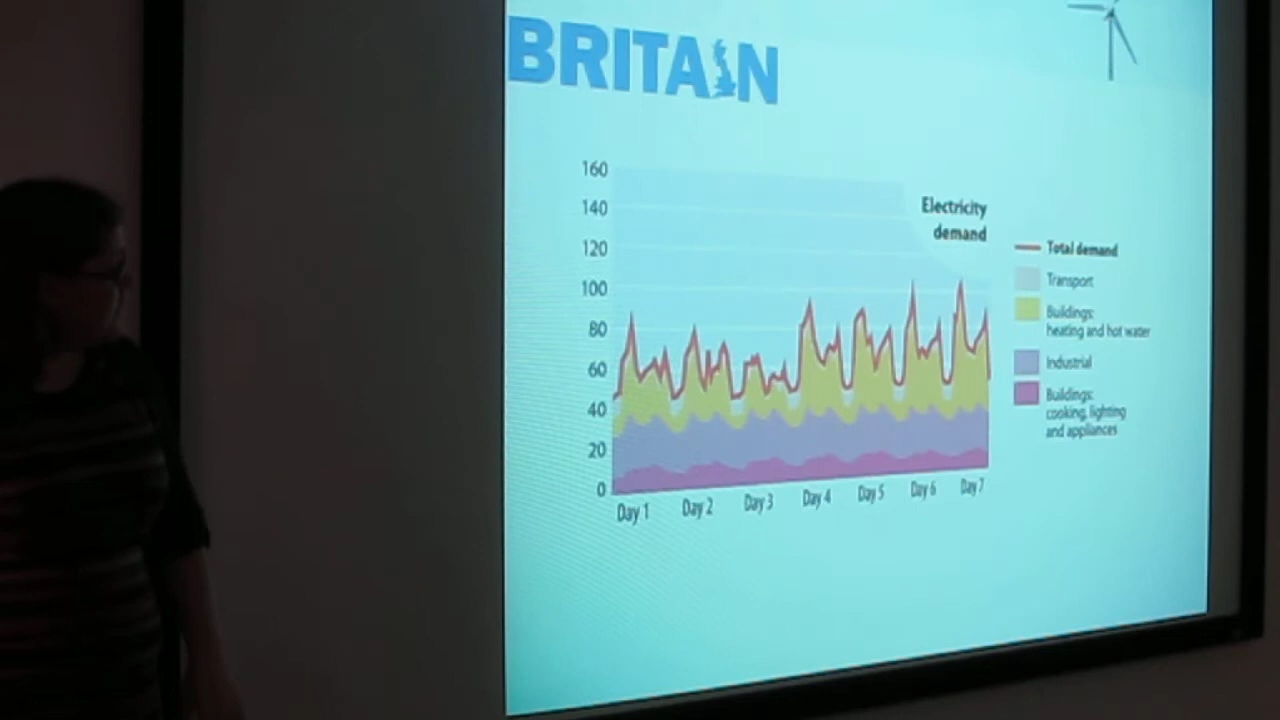 BRITAIN
160
140
120
100
80
60
40
20
0
Day 1 Day 2 Day 3 Day 4 Day 5 Day 6 Day 7
Electricity
demand
Total demand
Transport
Buildings:
heating and hot water
Industrial
Buildings:
cooking, lighting
and appliances